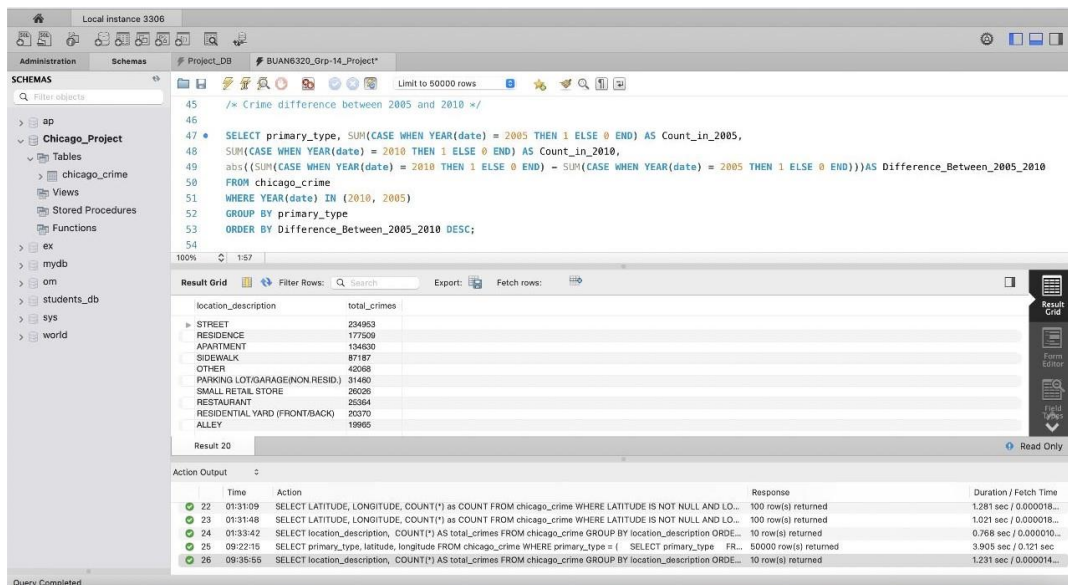 Local instance 3306
Administration Schemas Project_DB BUAN6320_Grp-14_Project*
SCHEMAS
Filter objects
Limit to 50000 rows
ap
Chicago_Project
Tables
chicago_crime
Views
Stored Procedures
Functions
ex
mydb
om
students_db
sys
world
45 /* Crime difference between 2005 and 2010 */
46
47 SELECT primary_type, SUM(CASE WHEN YEAR(date) = 2005 THEN 1 ELSE 0 END) AS Count_in_2005,
48 SUM(CASE WHEN YEAR(date) = 2010 THEN 1 ELSE 0 END) AS Count_in_2010,
49 abs((SUM(CASE WHEN YEAR(date) = 2010 THEN 1 ELSE 0 END) - SUM(CASE WHEN YEAR(date) = 2005 THEN 1 ELSE 0 END)))AS Difference_Between_2005_2010
50 FROM chicago_crime
51 WHERE YEAR(date) IN (2010, 2005)
52 GROUP BY primary_type
53 ORDER BY Difference_Between_2005_2010 DESC;
54
100% 1:57
Result Grid Filter Rows: Search Export: Fetch rows:
location_description total_crimes
STREET 234953
RESIDENCE 177509
APARTMENT 134630
SIDEWALK 87187
OTHER 42068
PARKING LOT/GARAGE(NON.RESID.) 31460
SMALL RETAIL STORE 26026
RESTAURANT 25364
RESIDENTIAL YARD (FRONT/BACK) 20370
ALLEY 19965
Result Grid
Form Editor
Field Types
Result 20 Read Only
Action Output
Time Action Response Duration / Fetch Time
22 01:31:09 SELECT LATITUDE, LONGITUDE, COUNT(*) as COUNT FROM chicago_crime WHERE LATITUDE IS NOT NULL AND LO... 100 row(s) returned 1.281 sec / 0.000018...
23 01:31:48 SELECT LATITUDE, LONGITUDE, COUNT(*) as COUNT FROM chicago_crime WHERE LATITUDE IS NOT NULL AND LO... 100 row(s) returned 1.021 sec / 0.000018...
24 01:33:42 SELECT location_description, COUNT(*) AS total_crimes FROM chicago_crime GROUP BY location_description ORDE... 10 row(s) returned 0.768 sec / 0.000010...
25 09:22:15 SELECT primary_type, latitude, longitude FROM chicago_crime WHERE primary_type = ( SELECT primary_type FR... 50000 row(s) returned 3.905 sec / 0.121 sec
26 09:35:55 SELECT location_description, COUNT(*) AS total_crimes FROM chicago_crime GROUP BY location_description ORDE... 10 row(s) returned 1.231 sec / 0.000014...
Query Completed